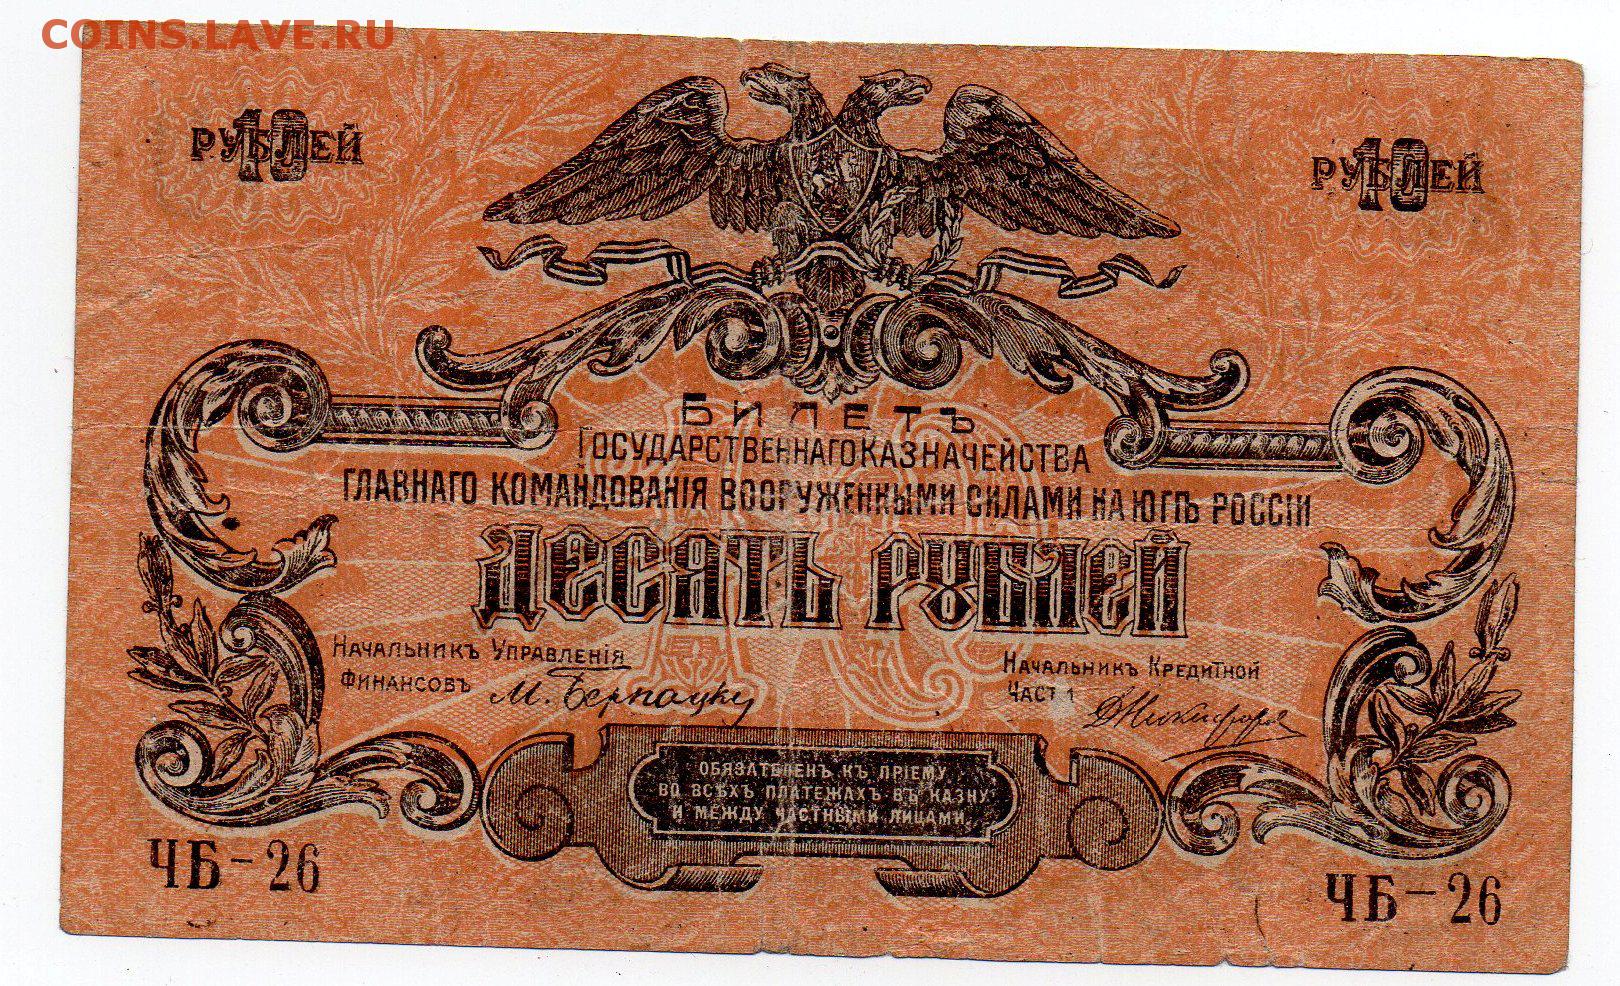 COINS.LAVE.RU
10
РУБЛЕЙ
10
РУБЛЕЙ
БИЛЕТЪ
ГОСУДАРСТВЕННАГО КАЗНАЧЕЙСТВА
ГЛАВНАГО КОМАНДОВАНІЯ ВООРУЖЕННЫМИ СИЛАМИ НА ЮГѢ РОССІИ
ДЕСЯТЬ РУБЛЕЙ
НАЧАЛЬНИКЪ УПРАВЛЕНІЯ
ФИНАНСОВЪ М. Бернацкі
НАЧАЛЬНИКЪ КРЕДИТНОЙ
ЧАСТ І
ОБЯЗАТЕЛЕНЪ КЪ ПРІЕМУ
ВО ВСѢХЪ ПЛАТЕЖАХЪ ВЪ КАЗНУ
И МЕЖДУ ЧАСТНЫМИ ЛИЦАМИ.
ЧБ-26
ЧБ-26